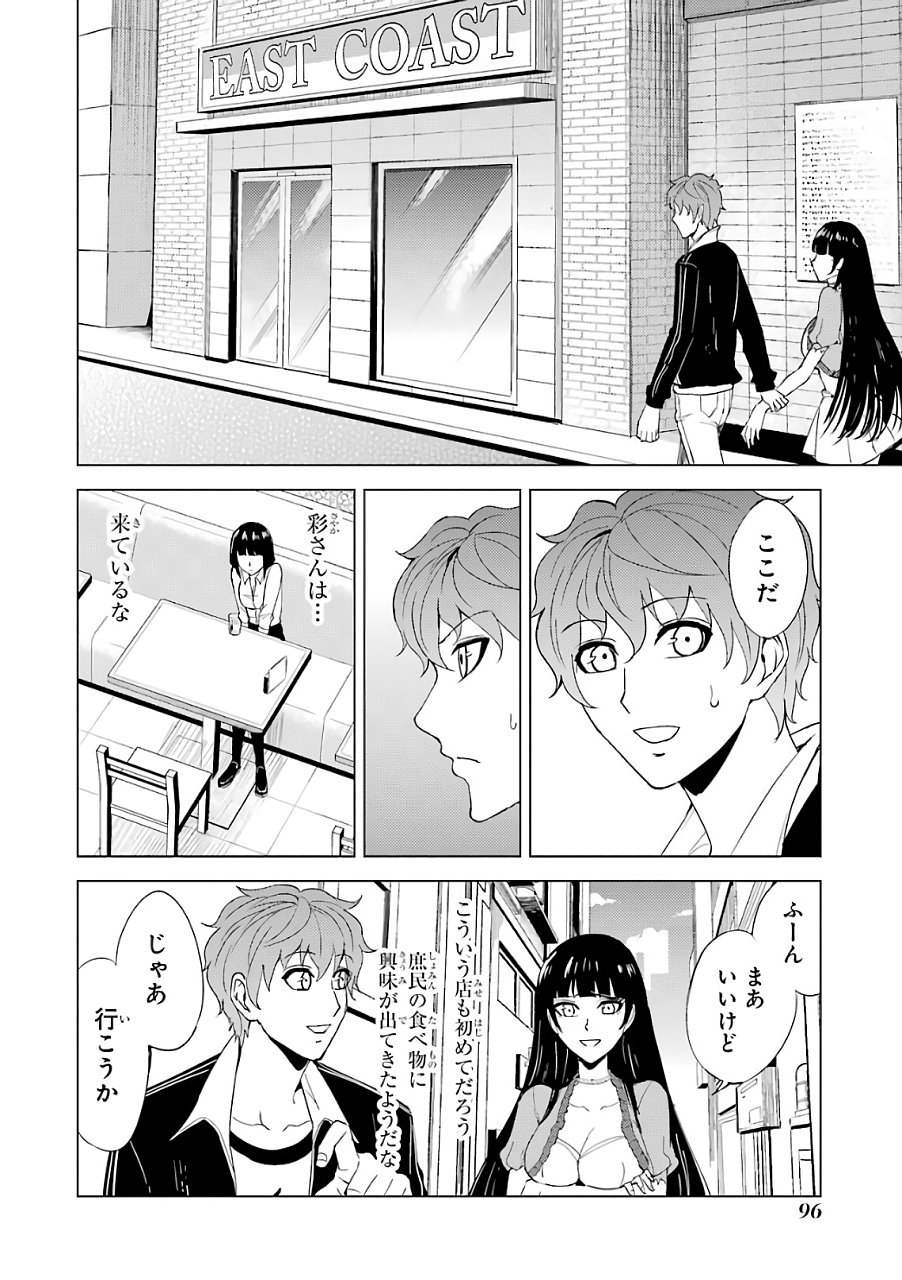 EAST COAST
ここだ
彩さんは…
来ているな
ふーん
まあ
いいけど
こういう店も初めてだろう
庶民の食べ物に
興味が出てきたようだな
じゃあ
行こうか
96